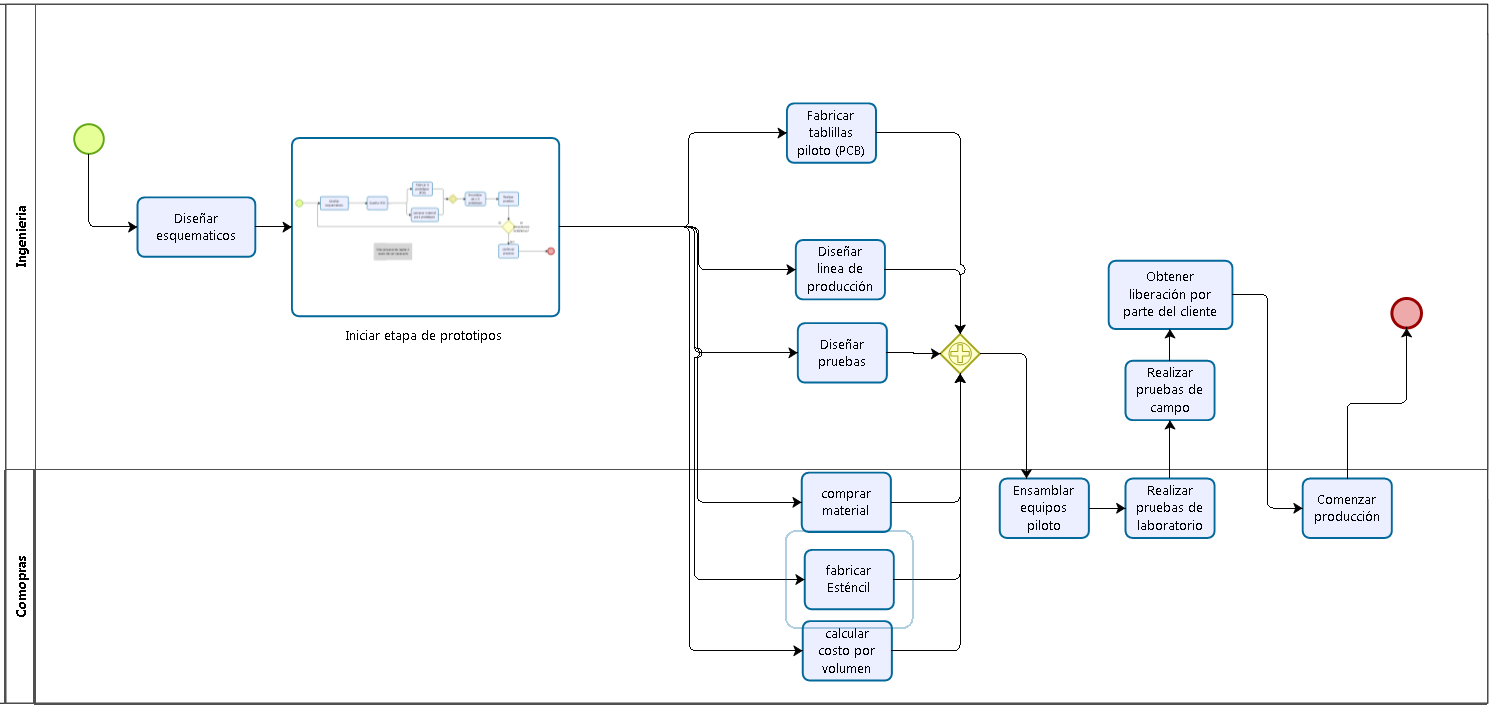 Ingenieria
Diseñar
esquematicos
Iniciar etapa de prototipos
Fabricar
tablillas
piloto (PCB)
Diseñar
linea de
producción
Diseñar
pruebas
Obtener
liberación por
parte del cliente
Realizar
pruebas de
campo
Comopras
comprar
material
fabricar
Esténcil
calcular
costo por
volumen
Ensamblar
equipos
piloto
Realizar
pruebas de
laboratorio
Comenzar
producción